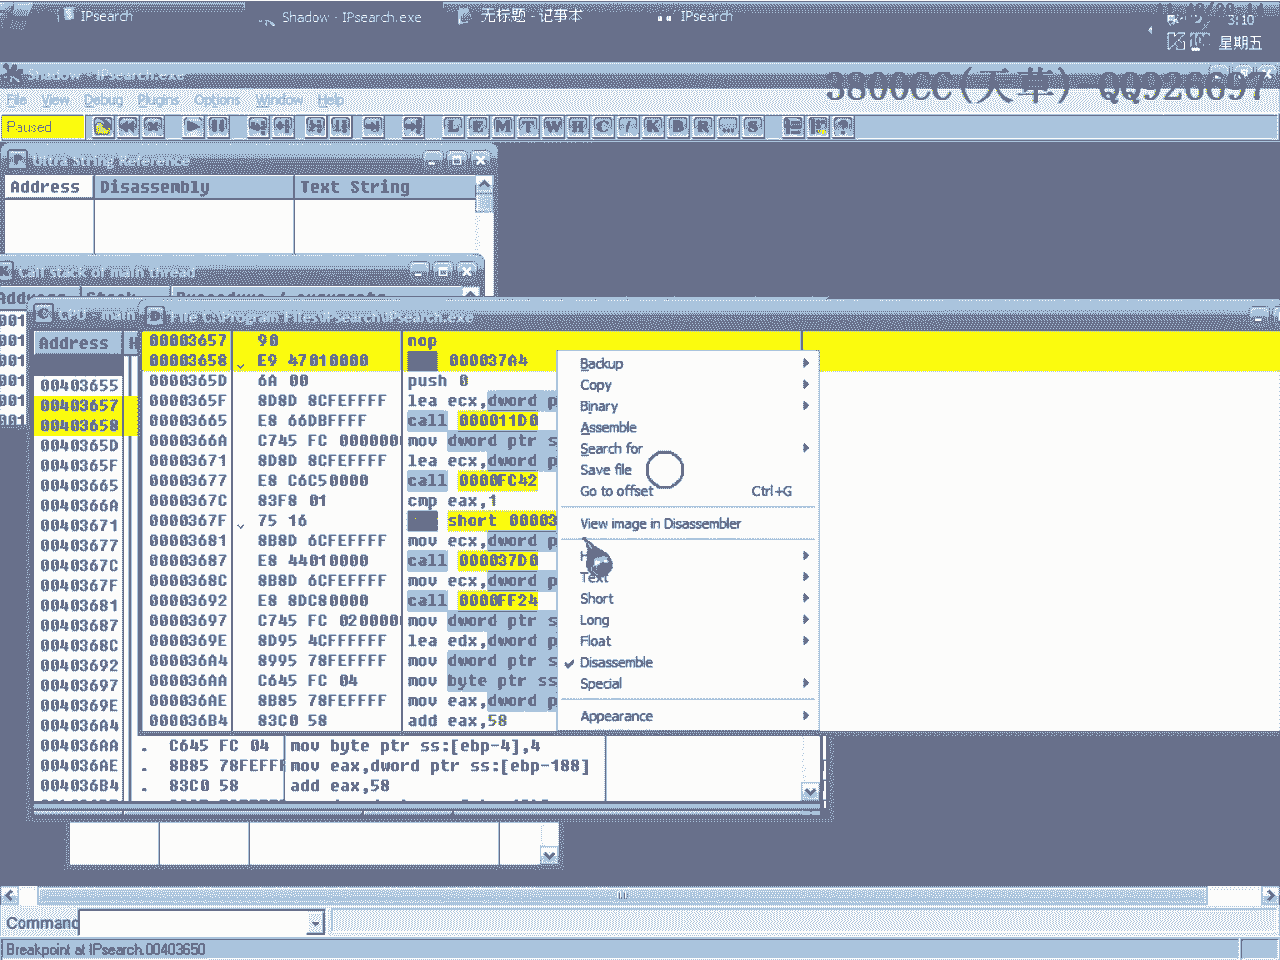 IPsearch
Shadow - IPsearch.exe
无标题 - 记事本
IPsearch
3:10
星期五
Shadow - IPsearch.exe
3800CC(天草) QQ926697
File View Debug Plugins Options Window Help
Paused
L E M T W H C / K B R ... S
Ultra String Reference
Address Disassembly Text String
Call stack of main thread
Address Stack Procedure / arguments
CPU - main
File C:\Program Files\IPsearch\IPsearch.exe
Address H
001
001
001
001
001
001
00403655
00403657
00403658
0040365D
0040365F
00403665
0040366A
00403671
00403677
0040367C
0040367F
00403681
00403687
0040368C
00403692
00403697
0040369E
004036A4
004036AA
004036AE
004036B4
00003657 90 nop
00003658 E9 47010000 000037A4
0000365D 6A 00 push 0
0000365F 8D8D 8CFEFFFF lea ecx,dword p
00003665 E8 66DBFFFF call 000011D0
0000366A C745 FC 0000000 mov dword ptr s
00003671 8D8D 8CFEFFFF lea ecx,dword p
00003677 E8 C6C50000 call 0000FC42
0000367C 83F8 01 cmp eax,1
0000367F 75 16 short 00003
00003681 8B8D 6CFEFFFF mov ecx,dword p
00003687 E8 44010000 call 000037D0
0000368C 8B8D 6CFEFFFF mov ecx,dword p
00003692 E8 8DC80000 call 0000FF24
00003697 C745 FC 0200000 mov dword ptr s
0000369E 8D95 4CFFFFFF lea edx,dword p
000036A4 8995 78FEFFFF mov dword ptr s
000036AA C645 FC 04 mov byte ptr ss
000036AE 8B85 78FEFFFF mov eax,dword p
000036B4 83C0 58 add eax,58
Backup
Copy
Binary
Assemble
Search for
Save file
Go to offset Ctrl+G
View image in Disassembler
Text
Short
Long
Float
Disassemble
Special
Appearance
. C645 FC 04 mov byte ptr ss:[ebp-4],4
. 8B85 78FEFF mov eax,dword ptr ss:[ebp-188]
. 83C0 58 add eax,58
Command
Breakpoint at IPsearch.00403650